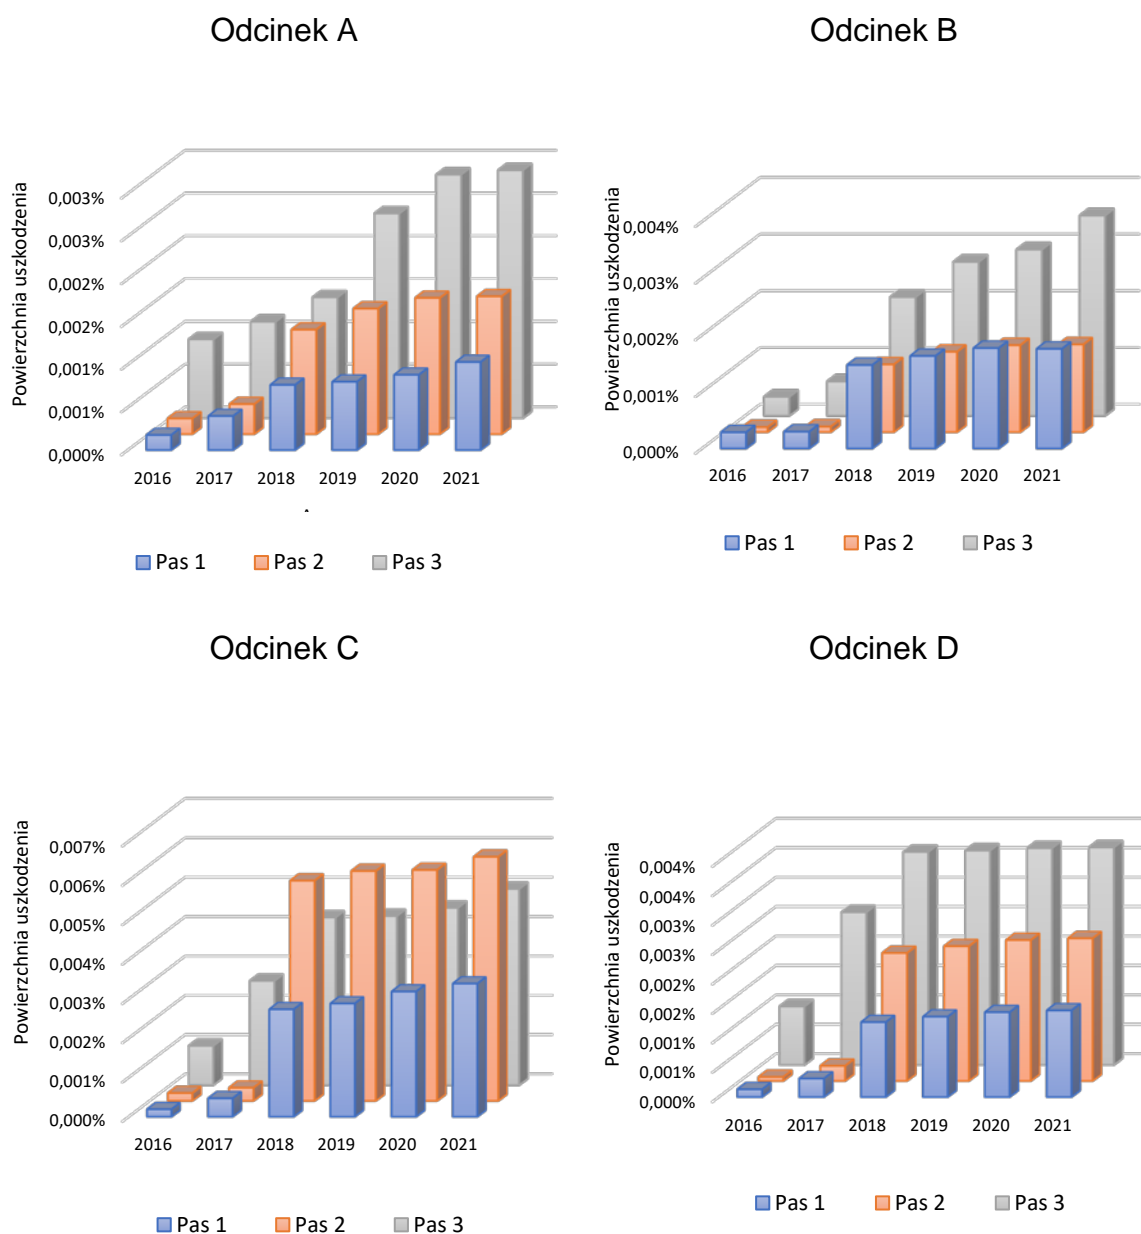 Odcinek A
Powierzchnia uszkodzenia
0,003%
0,003%
0,002%
0,002%
0,001%
0,001%
0,000%
2016 2017 2018 2019 2020 2021
Pas 1 Pas 2 Pas 3
Odcinek B
Powierzchnia uszkodzenia
0,004%
0,003%
0,002%
0,001%
0,000%
2016 2017 2018 2019 2020 2021
Pas 1 Pas 2 Pas 3
Odcinek C
Powierzchnia uszkodzenia
0,007%
0,006%
0,005%
0,004%
0,003%
0,002%
0,001%
0,000%
2016 2017 2018 2019 2020 2021
Pas 1 Pas 2 Pas 3
Odcinek D
Powierzchnia uszkodzenia
0,004%
0,004%
0,003%
0,003%
0,002%
0,002%
0,001%
0,001%
0,000%
2016 2017 2018 2019 2020 2021
Pas 1 Pas 2 Pas 3